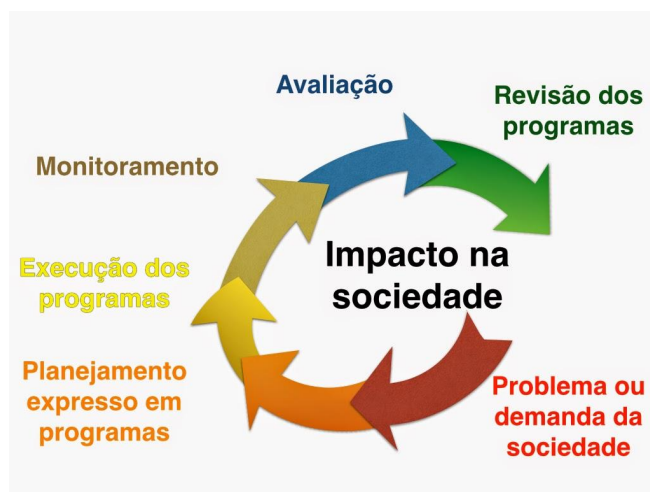 Avaliação
Revisão dos
programas
Monitoramento
Impacto na
sociedade
Execução dos
programas
Planejamento
expresso em
programas
Problema ou
demanda da
sociedade